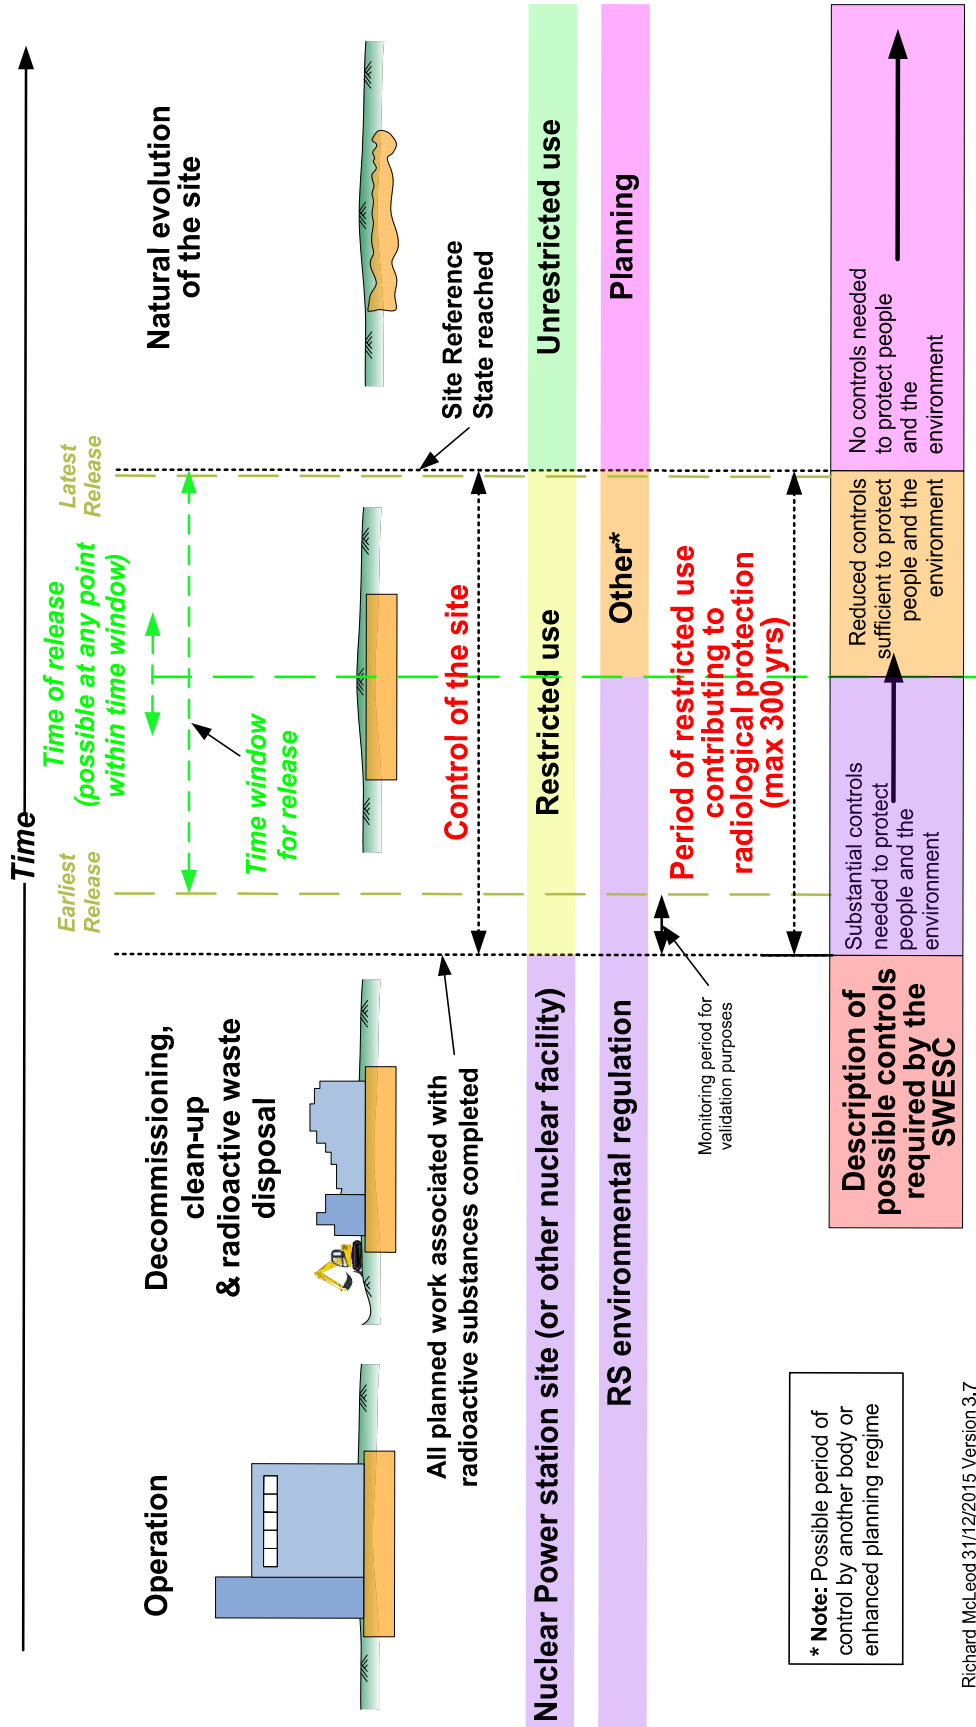 Time
Operation
Decommissioning,
clean-up
& radioactive waste
disposal
Earliest
Release
Time of release
(possible at any point
within time window)
Latest
Release
Natural evolution
of the site
Time window
for release
All planned work associated with
radioactive substances completed
Control of the site
Site Reference
State reached
Nuclear Power station site (or other nuclear facility)
Restricted use
Unrestricted use
RS environmental regulation
Other*
Planning
Monitoring period for
validation purposes
Period of restricted use
contributing to
radiological protection
(max 300 yrs)
Description of
possible controls
required by the
SWESC
Substantial controls
needed to protect
people and the
environment
Reduced controls
sufficient to protect
people and the
environment
No controls needed
to protect people
and the
environment
* Note: Possible period of
control by another body or
enhanced planning regime
Richard McLeod 31/12/2015 Version 3.7